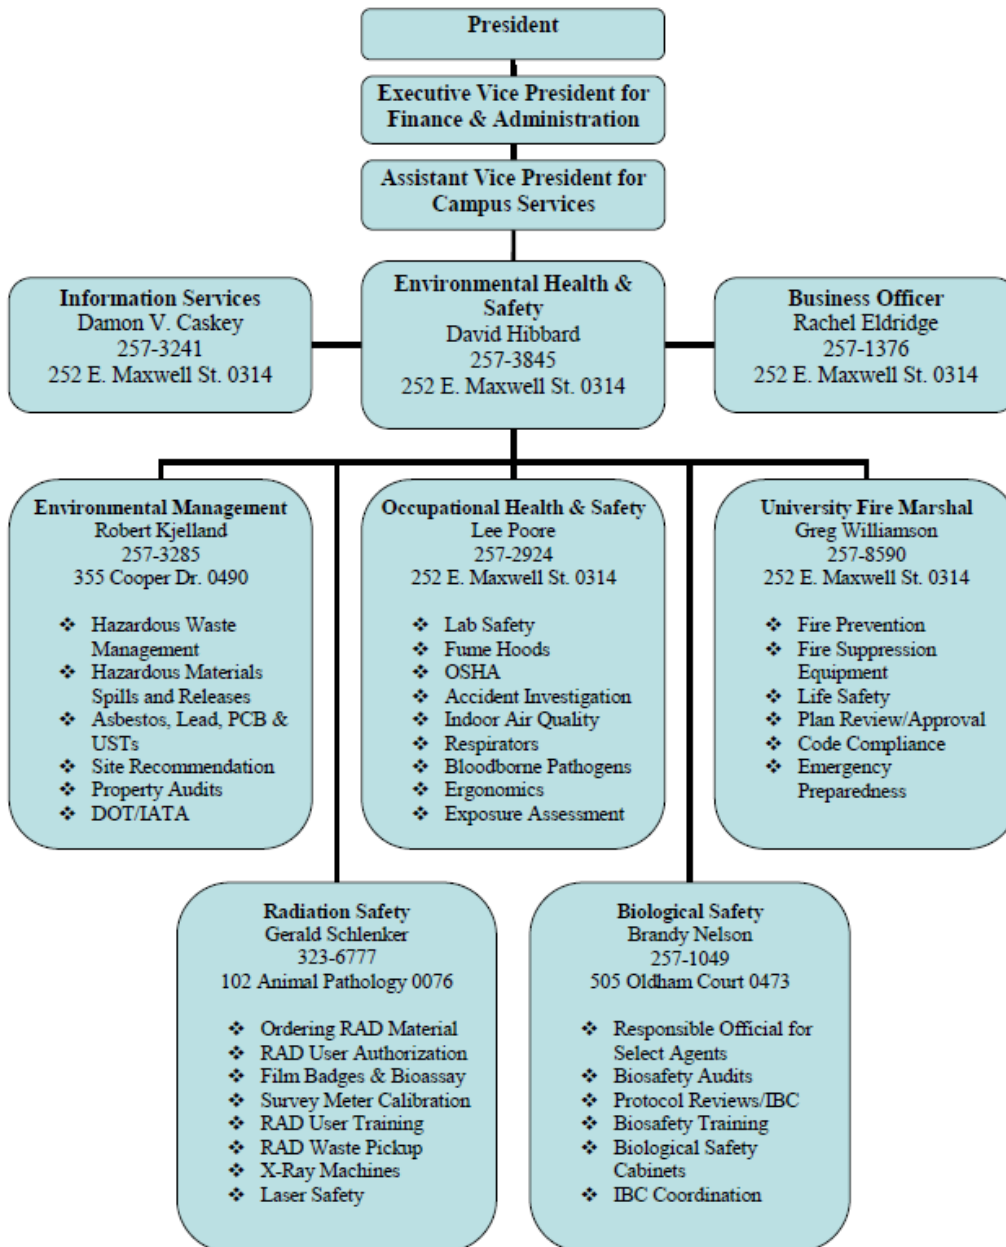 President
Executive Vice President for
Finance & Administration
Assistant Vice President for
Campus Services
Information Services
Damon V. Caskey
257-3241
252 E. Maxwell St. 0314
Environmental Health &
Safety
David Hibbard
257-3845
252 E. Maxwell St. 0314
Business Officer
Rachel Eldridge
257-1376
252 E. Maxwell St. 0314
Environmental Management
Robert Kjelland
257-3285
355 Cooper Dr. 0490
❖ Hazardous Waste
Management
❖ Hazardous Materials
Spills and Releases
❖ Asbestos, Lead, PCB &
USTs
❖ Site Recommendation
❖ Property Audits
❖ DOT/IATA
Occupational Health & Safety
Lee Poore
257-2924
252 E. Maxwell St. 0314
❖ Lab Safety
❖ Fume Hoods
❖ OSHA
❖ Accident Investigation
❖ Indoor Air Quality
❖ Respirators
❖ Bloodborne Pathogens
❖ Ergonomics
❖ Exposure Assessment
University Fire Marshal
Greg Williamson
257-8590
252 E. Maxwell St. 0314
❖ Fire Prevention
❖ Fire Suppression
Equipment
❖ Life Safety
❖ Plan Review/Approval
❖ Code Compliance
❖ Emergency
Preparedness
Radiation Safety
Gerald Schlenker
323-6777
102 Animal Pathology 0076
❖ Ordering RAD Material
❖ RAD User Authorization
❖ Film Badges & Bioassay
❖ Survey Meter Calibration
❖ RAD User Training
❖ RAD Waste Pickup
❖ X-Ray Machines
❖ Laser Safety
Biological Safety
Brandy Nelson
257-1049
505 Oldham Court 0473
❖ Responsible Official for
Select Agents
❖ Biosafety Audits
❖ Protocol Reviews/IBC
❖ Biosafety Training
❖ Biological Safety
Cabinets
❖ IBC Coordination